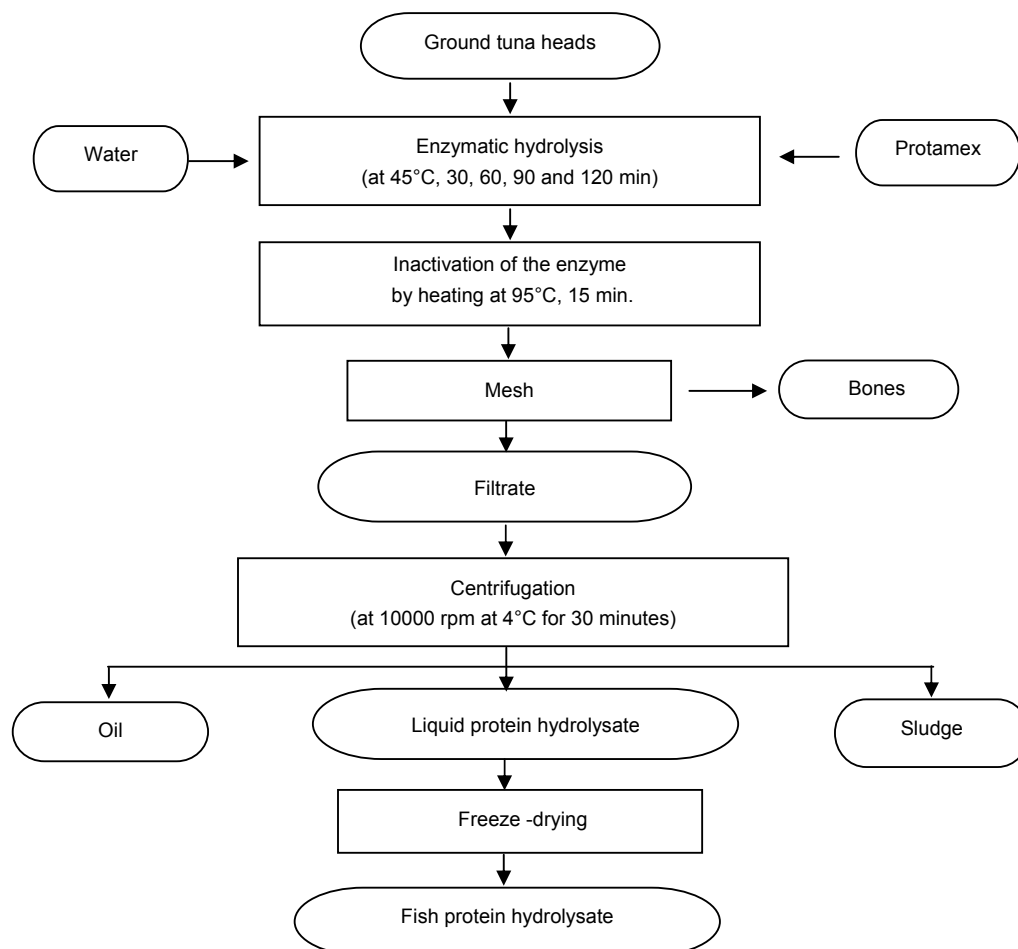 Ground tuna heads
Water
Enzymatic hydrolysis
(at 45°C, 30, 60, 90 and 120 min)
Protamex
Inactivation of the enzyme
by heating at 95°C, 15 min.
Mesh
Bones
Filtrate
Centrifugation
(at 10000 rpm at 4°C for 30 minutes)
Oil
Liquid protein hydrolysate
Sludge
Freeze -drying
Fish protein hydrolysate